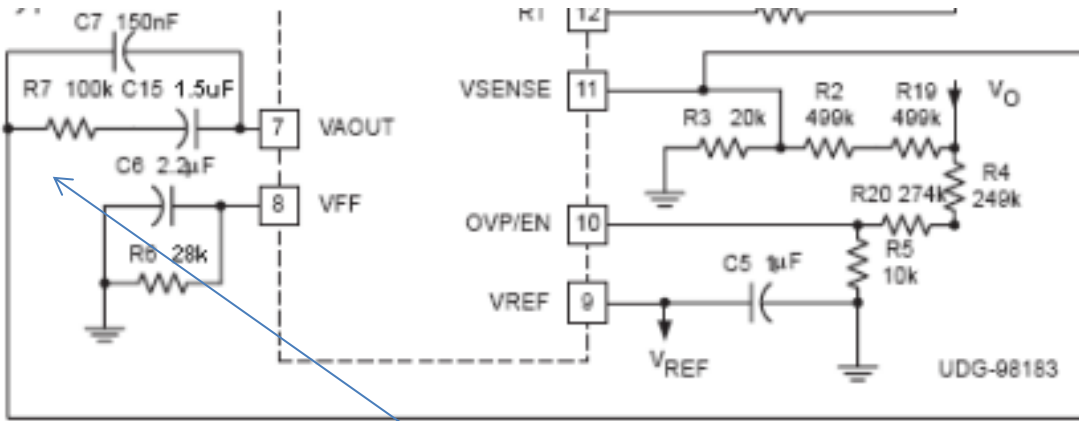 C7 150nF
RT 12
R7 100k C15 1.5uF
VSENSE 11
R2 R19
499k 499k
VO
R3 20k
7 VAOUT
C6 2.2µF
R4
249k
R20 274k
8 VFF
OVP/EN 10
R6 28k
R5
10k
C5 1µF
VREF 9
VREF
UDG-98183